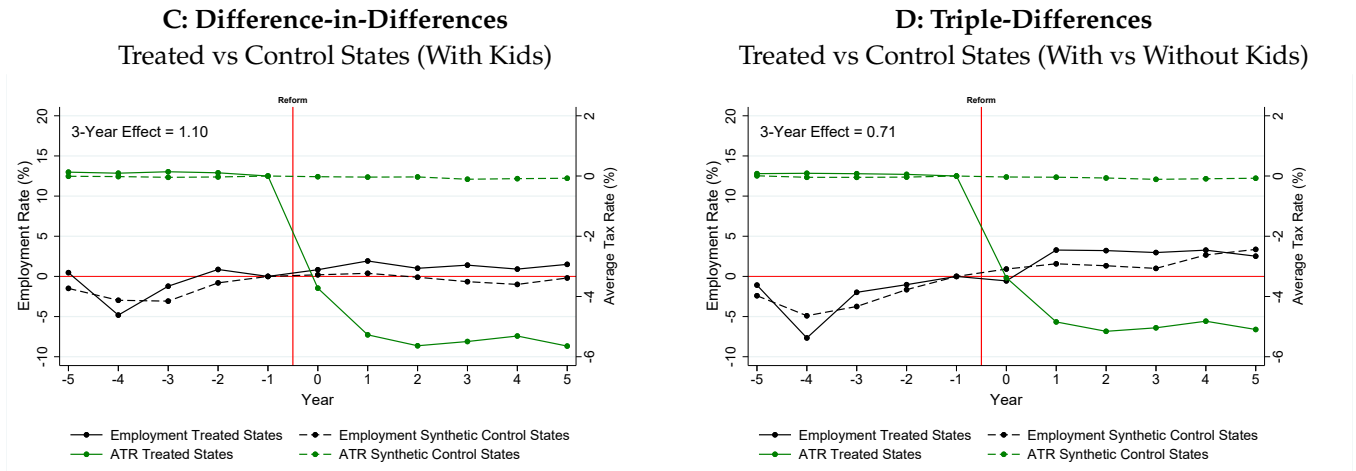 C: Difference-in-Differences
Treated vs Control States (With Kids)
Reform
3-Year Effect = 1.10
Employment Rate (%)
20
15
10
5
0
-5
-10
Average Tax Rate (%)
2
0
-2
-4
-6
-5 -4 -3 -2 -1 0 1 2 3 4 5
Year
Employment Treated States
Employment Synthetic Control States
ATR Treated States
ATR Synthetic Control States
D: Triple-Differences
Treated vs Control States (With vs Without Kids)
Reform
3-Year Effect = 0.71
Employment Rate (%)
20
15
10
5
0
-5
-10
Average Tax Rate (%)
2
0
-2
-4
-6
-5 -4 -3 -2 -1 0 1 2 3 4 5
Year
Employment Treated States
Employment Synthetic Control States
ATR Treated States
ATR Synthetic Control States